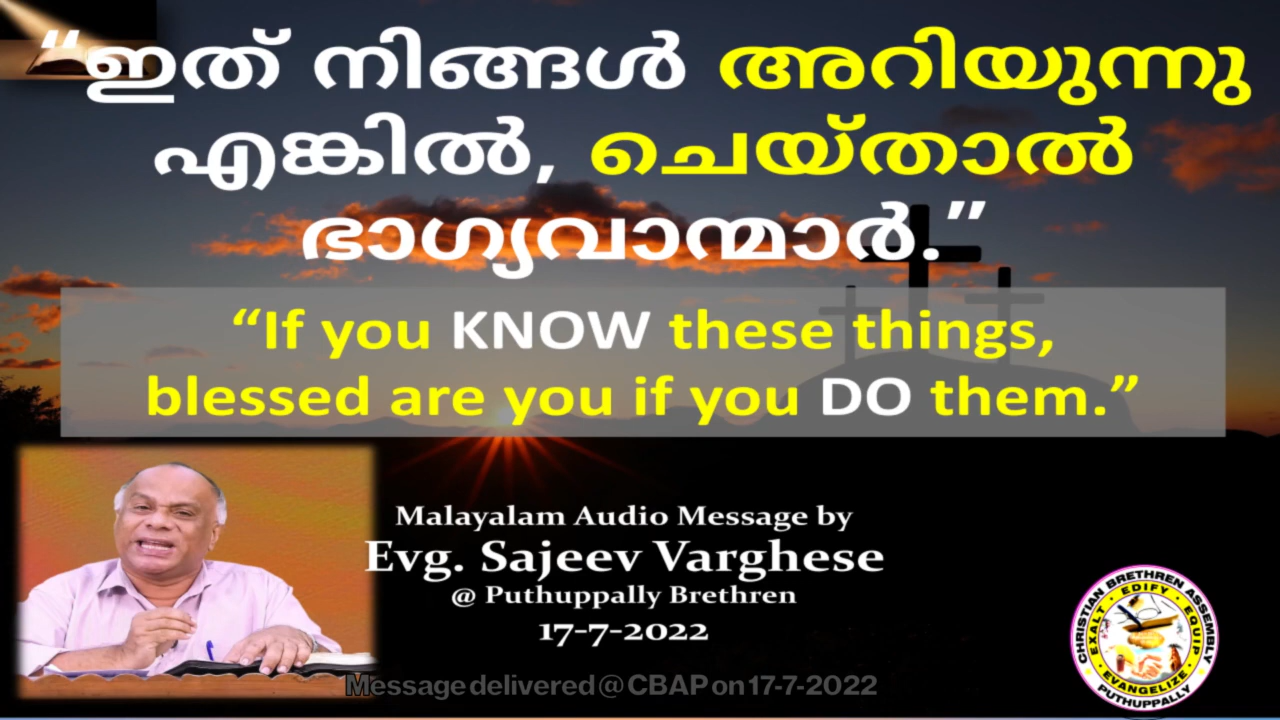 “ഇത് നിങ്ങൾ അറിയുന്നു
എങ്കിൽ, ചെയ്താൽ
ഭാഗ്യവാന്മാർ.”
“If you KNOW these things,
blessed are you if you DO them.”
Malayalam Audio Message by
Evg. Sajeev Varghese
@ Puthuppally Brethren
17-7-2022
Message delivered @ CBAP on 17-7-2022
CHRISTIAN BRETHREN ASSEMBLY
EXALT · EDIFY · EQUIP
EVANGELIZE
PUTHUPPALLY